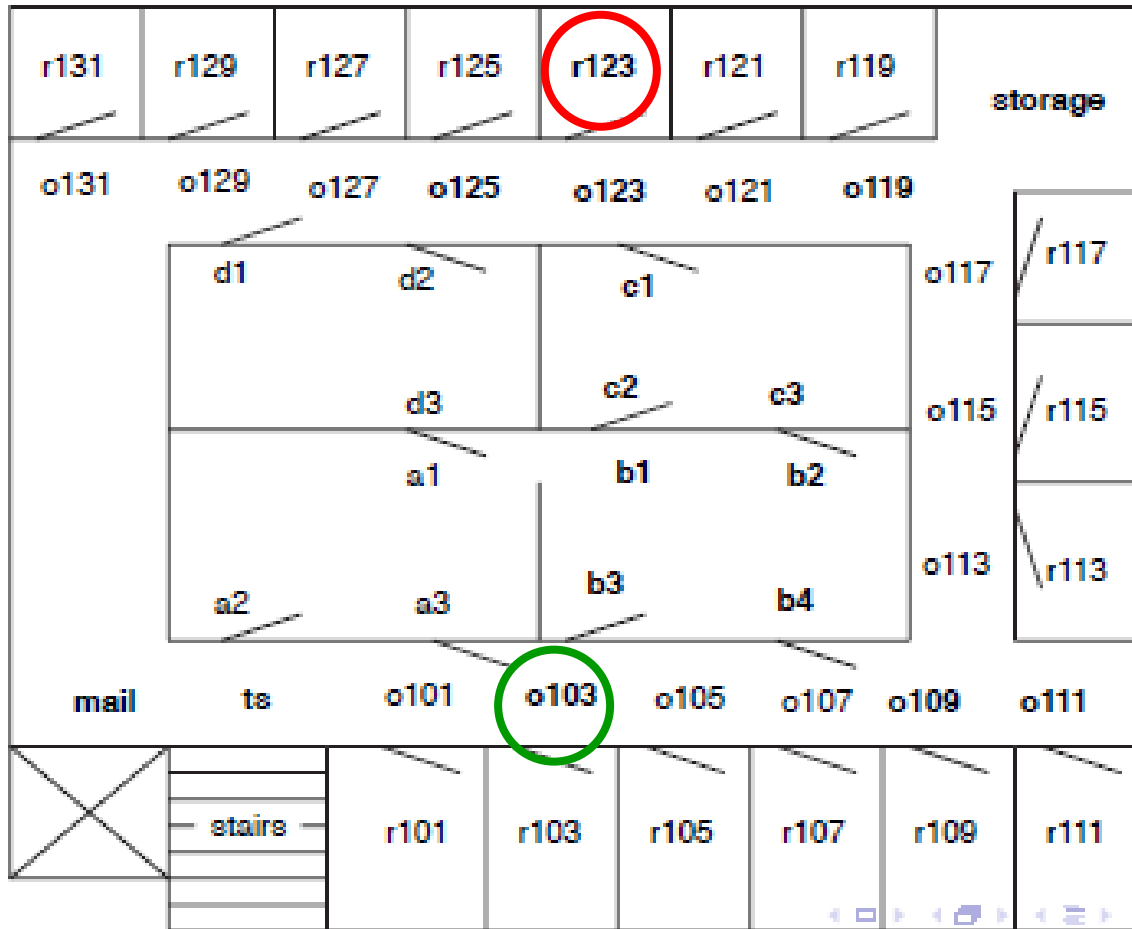 r131 r129 r127 r125 r123 r121 r119
storage
o131 o129 o127 o125 o123 o121 o119
r117
o117
d1 d2 c1
c2 c3
d3 o115 r115
a1 b1 b2
o113 r113
a2 a3 b3 b4
mail ts o101 o103 o105 o107 o109 o111
stairs r101 r103 r105 r107 r109 r111